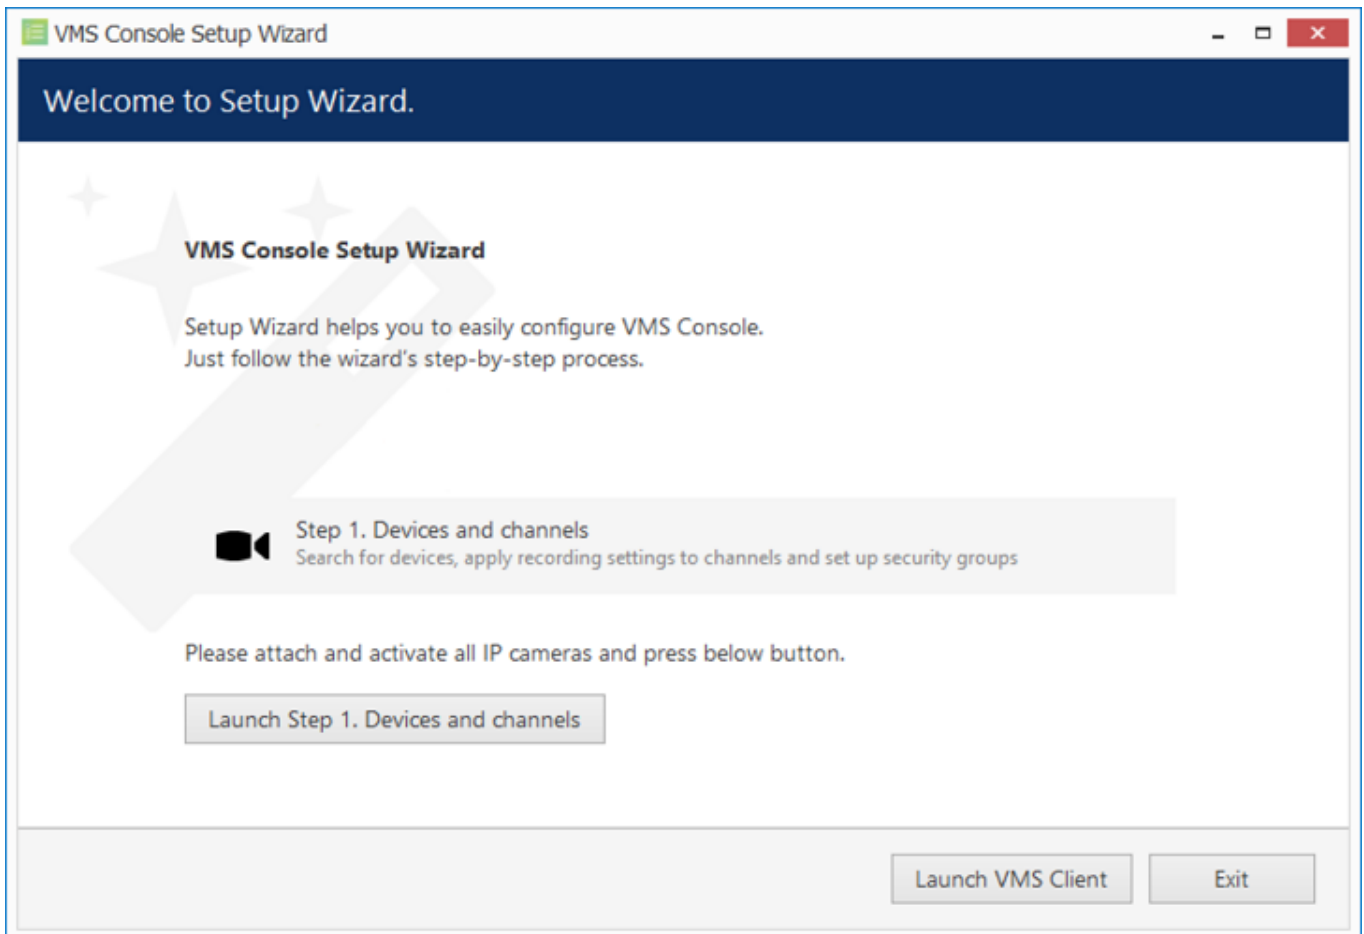 VMS Console Setup Wizard
Welcome to Setup Wizard.
VMS Console Setup Wizard
Setup Wizard helps you to easily configure VMS Console.
Just follow the wizard's step-by-step process.
Step 1. Devices and channels
Search for devices, apply recording settings to channels and set up security groups
Please attach and activate all IP cameras and press below button.
Launch Step 1. Devices and channels
Launch VMS Client
Exit